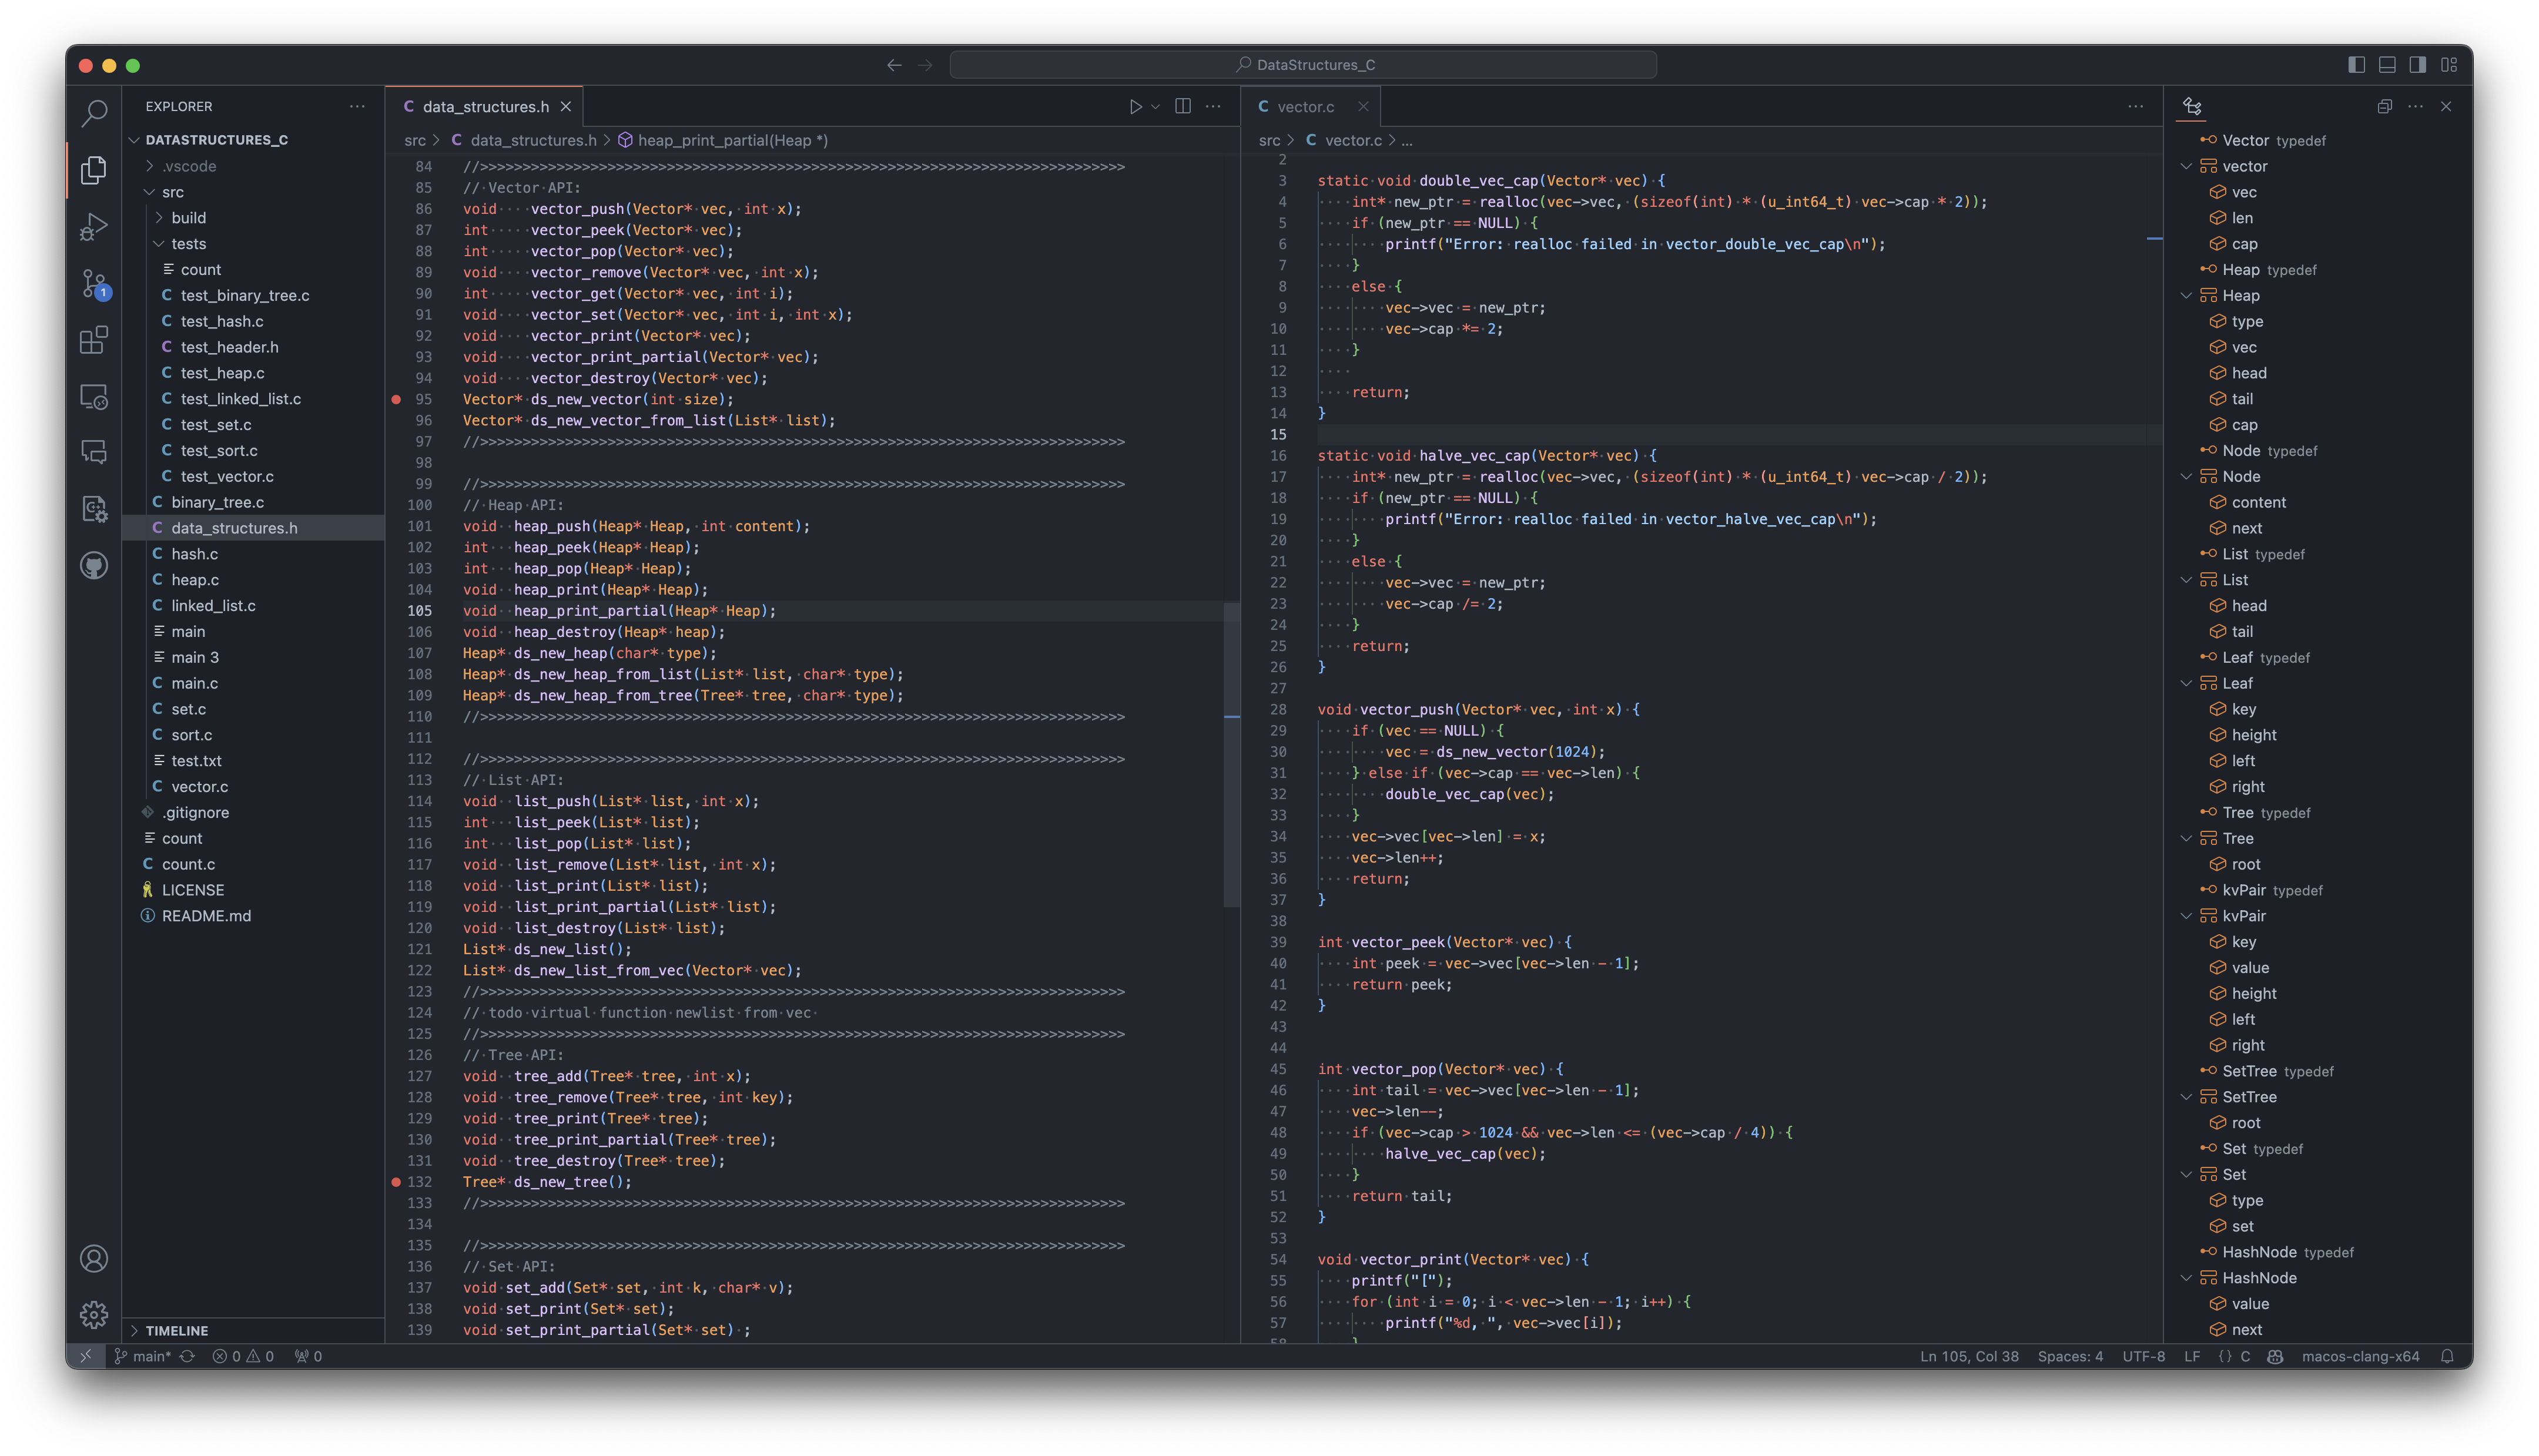 DataStructures_C
EXPLORER
DATASTRUCTURES_C
.vscode
src
build
tests
count
test_binary_tree.c
test_hash.c
test_header.h
test_heap.c
test_linked_list.c
test_set.c
test_sort.c
test_vector.c
binary_tree.c
data_structures.h
hash.c
heap.c
linked_list.c
main
main 3
main.c
set.c
sort.c
test.txt
vector.c
.gitignore
count
count.c
LICENSE
README.md
TIMELINE
1
data_structures.h
src > data_structures.h > heap_print_partial(Heap *)
84 //>>>>>>>>>>>>>>>>>>>>>>>>>>>>>>>>>>>>>>>>>>>>>>>>>>>>>>>>>>>>>>>>>>>>>>>>>>>>
85 // Vector API:
86 void    vector_push(Vector* vec, int x);
87 int     vector_peek(Vector* vec);
88 int     vector_pop(Vector* vec);
89 void    vector_remove(Vector* vec, int x);
90 int     vector_get(Vector* vec, int i);
91 void    vector_set(Vector* vec, int i, int x);
92 void    vector_print(Vector* vec);
93 void    vector_print_partial(Vector* vec);
94 void    vector_destroy(Vector* vec);
95 Vector* ds_new_vector(int size);
96 Vector* ds_new_vector_from_list(List* list);
97 //>>>>>>>>>>>>>>>>>>>>>>>>>>>>>>>>>>>>>>>>>>>>>>>>>>>>>>>>>>>>>>>>>>>>>>>>>>>>
98
99 //>>>>>>>>>>>>>>>>>>>>>>>>>>>>>>>>>>>>>>>>>>>>>>>>>>>>>>>>>>>>>>>>>>>>>>>>>>>>
100 // Heap API:
101 void  heap_push(Heap* Heap, int content);
102 int   heap_peek(Heap* Heap);
103 int   heap_pop(Heap* Heap);
104 void  heap_print(Heap* Heap);
105 void  heap_print_partial(Heap* Heap);
106 void  heap_destroy(Heap* heap);
107 Heap* ds_new_heap(char* type);
108 Heap* ds_new_heap_from_list(List* list, char* type);
109 Heap* ds_new_heap_from_tree(Tree* tree, char* type);
110 //>>>>>>>>>>>>>>>>>>>>>>>>>>>>>>>>>>>>>>>>>>>>>>>>>>>>>>>>>>>>>>>>>>>>>>>>>>>>
111
112 //>>>>>>>>>>>>>>>>>>>>>>>>>>>>>>>>>>>>>>>>>>>>>>>>>>>>>>>>>>>>>>>>>>>>>>>>>>>>
113 // List API:
114 void  list_push(List* list, int x);
115 int   list_peek(List* list);
116 int   list_pop(List* list);
117 void  list_remove(List* list, int x);
118 void  list_print(List* list);
119 void  list_print_partial(List* list);
120 void  list_destroy(List* list);
121 List* ds_new_list();
122 List* ds_new_list_from_vec(Vector* vec);
123 //>>>>>>>>>>>>>>>>>>>>>>>>>>>>>>>>>>>>>>>>>>>>>>>>>>>>>>>>>>>>>>>>>>>>>>>>>>>>
124 // todo virtual function newlist from vec
125 //>>>>>>>>>>>>>>>>>>>>>>>>>>>>>>>>>>>>>>>>>>>>>>>>>>>>>>>>>>>>>>>>>>>>>>>>>>>>
126 // Tree API:
127 void  tree_add(Tree* tree, int x);
128 void  tree_remove(Tree* tree, int key);
129 void  tree_print(Tree* tree);
130 void  tree_print_partial(Tree* tree);
131 void  tree_destroy(Tree* tree);
132 Tree* ds_new_tree();
133 //>>>>>>>>>>>>>>>>>>>>>>>>>>>>>>>>>>>>>>>>>>>>>>>>>>>>>>>>>>>>>>>>>>>>>>>>>>>>
134
135 //>>>>>>>>>>>>>>>>>>>>>>>>>>>>>>>>>>>>>>>>>>>>>>>>>>>>>>>>>>>>>>>>>>>>>>>>>>>>
136 // Set API:
137 void set_add(Set* set, int k, char* v);
138 void set_print(Set* set);
139 void set_print_partial(Set* set) ;
vector.c
src > vector.c > ...
2
3 static void double_vec_cap(Vector* vec) {
4     int* new_ptr = realloc(vec->vec, (sizeof(int) * (u_int64_t) vec->cap * 2));
5     if (new_ptr == NULL) {
6         printf("Error: realloc failed in vector_double_vec_cap\n");
7     }
8     else {
9         vec->vec = new_ptr;
10         vec->cap *= 2;
11     }
12
13     return;
14 }
15
16 static void halve_vec_cap(Vector* vec) {
17     int* new_ptr = realloc(vec->vec, (sizeof(int) * (u_int64_t) vec->cap / 2));
18     if (new_ptr == NULL) {
19         printf("Error: realloc failed in vector_halve_vec_cap\n");
20     }
21     else {
22         vec->vec = new_ptr;
23         vec->cap /= 2;
24     }
25     return;
26 }
27
28 void vector_push(Vector* vec, int x) {
29     if (vec == NULL) {
30         vec = ds_new_vector(1024);
31     } else if (vec->cap == vec->len) {
32         double_vec_cap(vec);
33     }
34     vec->vec[vec->len] = x;
35     vec->len++;
36     return;
37 }
38
39 int vector_peek(Vector* vec) {
40     int peek = vec->vec[vec->len - 1];
41     return peek;
42 }
43
44
45 int vector_pop(Vector* vec) {
46     int tail = vec->vec[vec->len - 1];
47     vec->len--;
48     if (vec->cap > 1024 && vec->len <= (vec->cap / 4)) {
49         halve_vec_cap(vec);
50     }
51     return tail;
52 }
53
54 void vector_print(Vector* vec) {
55     printf("[");
56     for (int i = 0; i < vec->len - 1; i++) {
57         printf("%d, ", vec->vec[i]);
58     }
Vector typedef
vector
vec
len
cap
Heap typedef
Heap
type
vec
head
tail
cap
Node typedef
Node
content
next
List typedef
List
head
tail
Leaf typedef
Leaf
key
height
left
right
Tree typedef
Tree
root
kvPair typedef
kvPair
key
value
height
left
right
SetTree typedef
SetTree
root
Set typedef
Set
type
set
HashNode typedef
HashNode
value
next
main* 0 0 0
Ln 105, Col 38 Spaces: 4 UTF-8 LF {} C macos-clang-x64